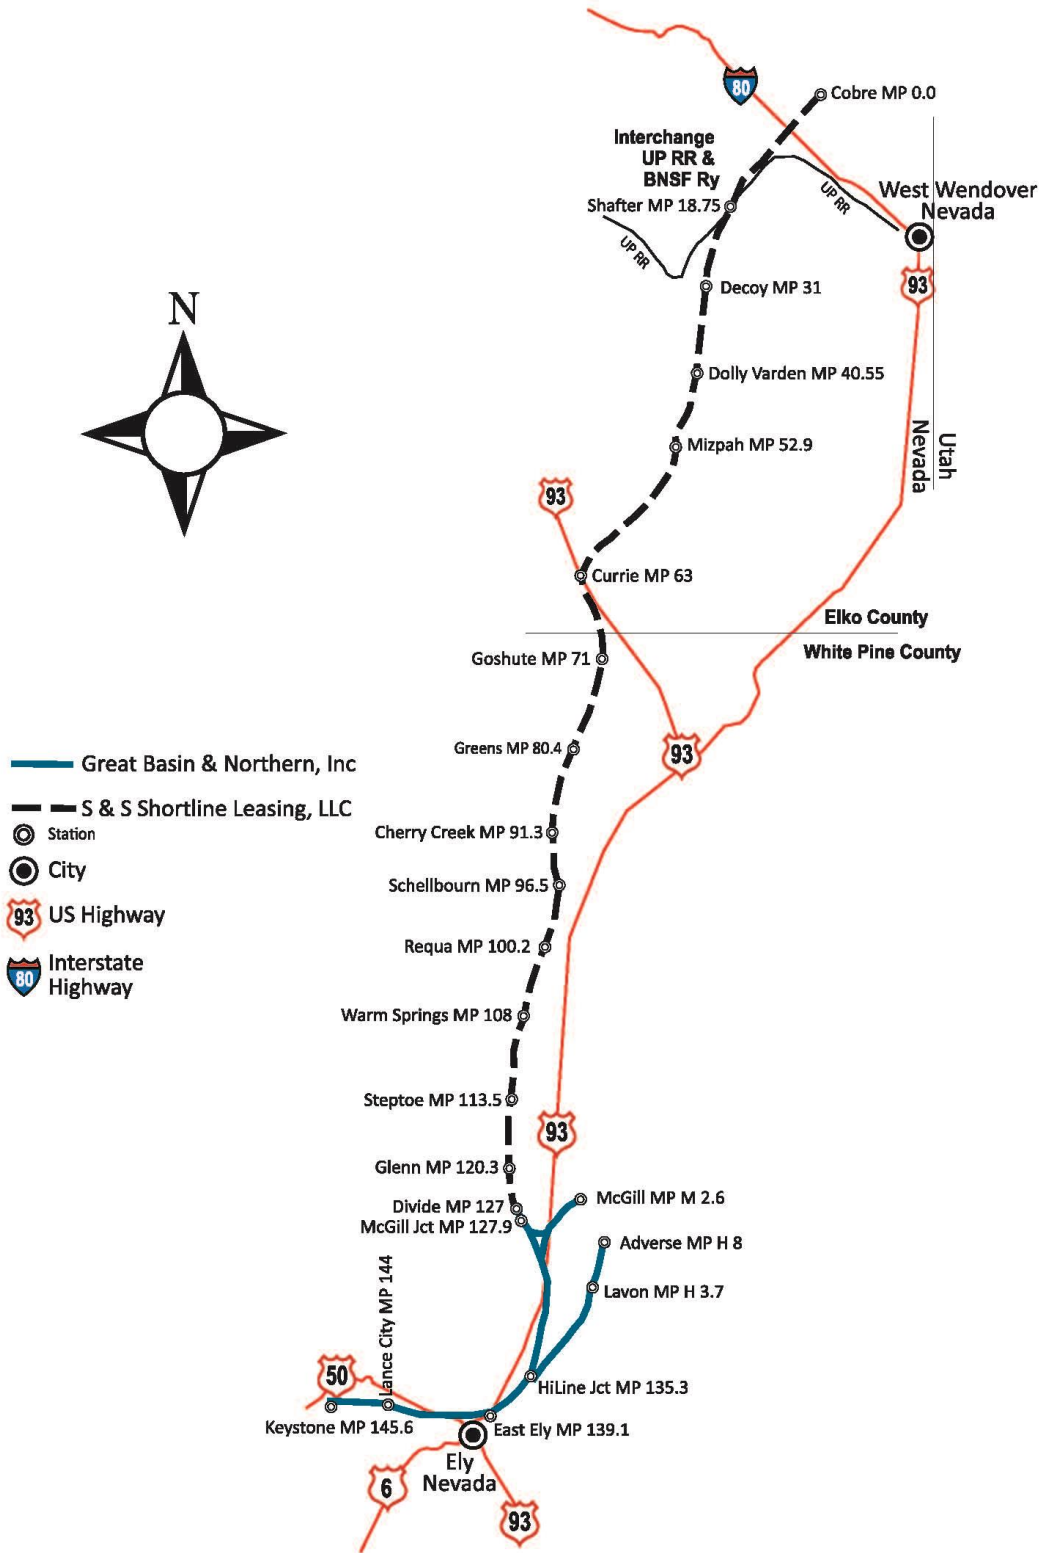 80
Cobre MP 0.0
Interchange
UP RR &
BNSF Ry
Shafter MP 18.75
UP RR
UP RR
West Wendover
Nevada
93
Decoy MP 31
N
Dolly Varden MP 40.55
Mizpah MP 52.9
Nevada
Utah
93
Currie MP 63
Elko County
White Pine County
Goshute MP 71
Greens MP 80.4
93
Great Basin & Northern, Inc
S & S Shortline Leasing, LLC
Station
City
93 US Highway
80 Interstate
Highway
Cherry Creek MP 91.3
Schellbourn MP 96.5
Requa MP 100.2
Warm Springs MP 108
Steptoe MP 113.5
93
Glenn MP 120.3
Divide MP 127
McGill Jct MP 127.9
McGill MP M 2.6
Adverse MP H 8
Lavon MP H 3.7
Lance City MP 144
50
HiLine Jct MP 135.3
Keystone MP 145.6
East Ely MP 139.1
Ely
Nevada
6
93